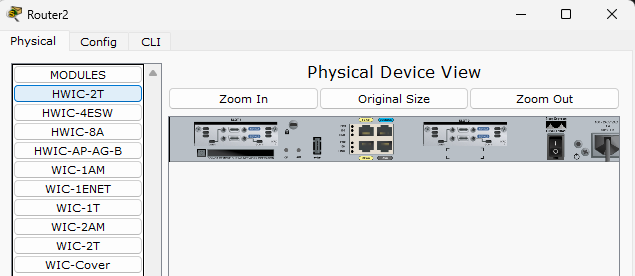 Router2
Physical Config CLI
MODULES
HWIC-2T
HWIC-4ESW
HWIC-8A
HWIC-AP-AG-B
WIC-1AM
WIC-1ENET
WIC-1T
WIC-2AM
WIC-2T
WIC-Cover
Physical Device View
Zoom In Original Size Zoom Out